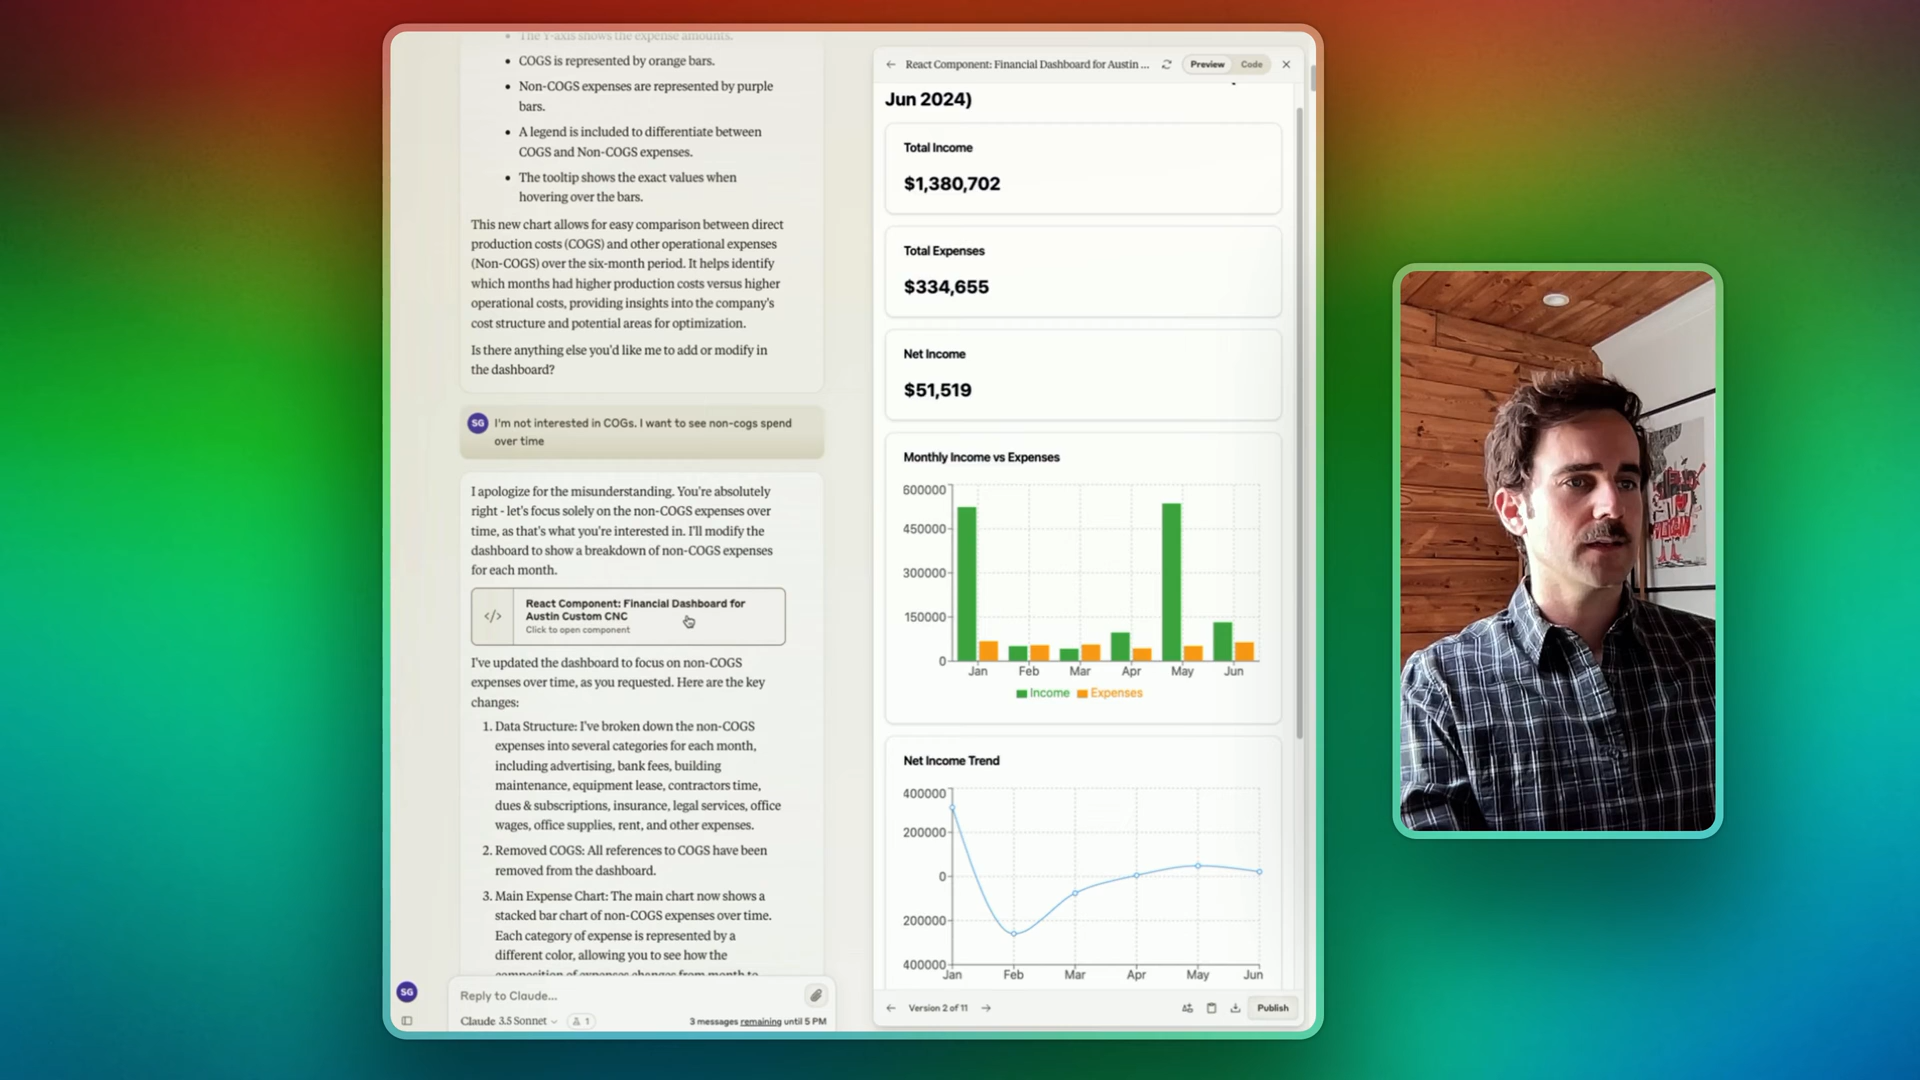 The Y-axis shows the expense amounts.
• COGS is represented by orange bars.
• Non-COGS expenses are represented by purple
bars.
• A legend is included to differentiate between
COGS and Non-COGS expenses.
• The tooltip shows the exact values when
hovering over the bars.
This new chart allows for easy comparison between direct
production costs (COGS) and other operational expenses
(Non-COGS) over the six-month period. It helps identify
which months had higher production costs versus higher
operational costs, providing insights into the company's
cost structure and potential areas for optimization.
Is there anything else you'd like me to add or modify in
the dashboard?
SG I'm not interested in COGs. I want to see non-cogs spend
over time
I apologize for the misunderstanding. You're absolutely
right - let's focus solely on the non-COGS expenses over
time, as that's what you're interested in. I'll modify the
dashboard to show a breakdown of non-COGS expenses
for each month.
</> React Component: Financial Dashboard for
Austin Custom CNC
Click to open component
I've updated the dashboard to focus on non-COGS
expenses over time, as you requested. Here are the key
changes:
1. Data Structure: I've broken down the non-COGS
expenses into several categories for each month,
including advertising, bank fees, building
maintenance, equipment lease, contractors time,
dues & subscriptions, insurance, legal services, office
wages, office supplies, rent, and other expenses.
2. Removed COGS: All references to COGS have been
removed from the dashboard.
3. Main Expense Chart: The main chart now shows a
stacked bar chart of non-COGS expenses over time.
Each category of expense is represented by a
different color, allowing you to see how the
composition of expenses changes from month to
SG
Reply to Claude...
Claude 3.5 Sonnet 1 3 messages remaining until 5 PM
React Component: Financial Dashboard for Austin ... Preview Code
Jun 2024)
Total Income
$1,380,702
Total Expenses
$334,655
Net Income
$51,519
Monthly Income vs Expenses
600000
450000
300000
150000
0
Jan Feb Mar Apr May Jun
Income Expenses
Net Income Trend
400000
200000
0
200000
400000
Jan Feb Mar Apr May Jun
Version 2 of 11 Publish